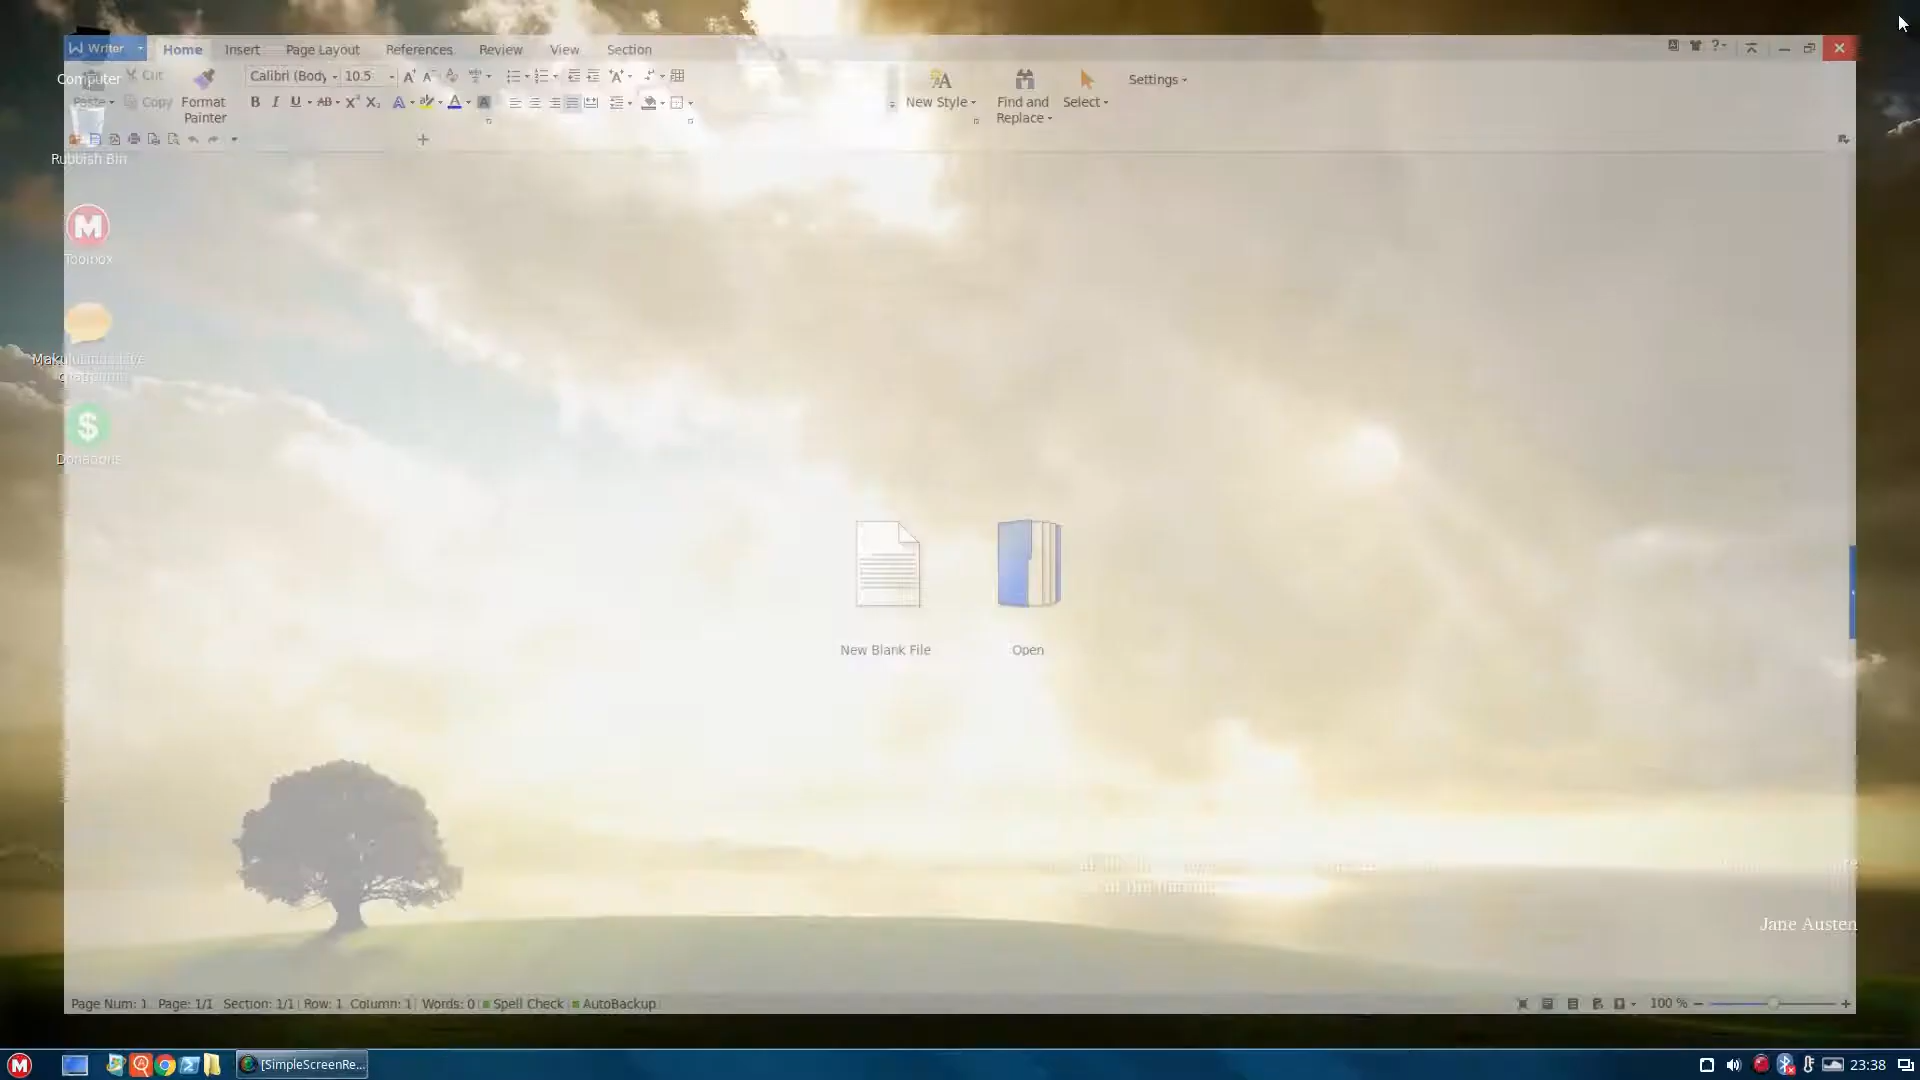 Writer Home Insert Page Layout References Review View Section
Computer
Cut
Calibri (Body 10.5
Settings
Paste Copy Format Painter
New Style
Find and Replace
Select
Rubbish Bin
Toolbox
Donations
New Blank File Open
Jane Austen
Page Num: 1 Page: 1/1 Section: 1/1 Row: 1 Column: 1 Words: 0 Spell Check AutoBackup
100 %
[SimpleScreenRe...
23:38